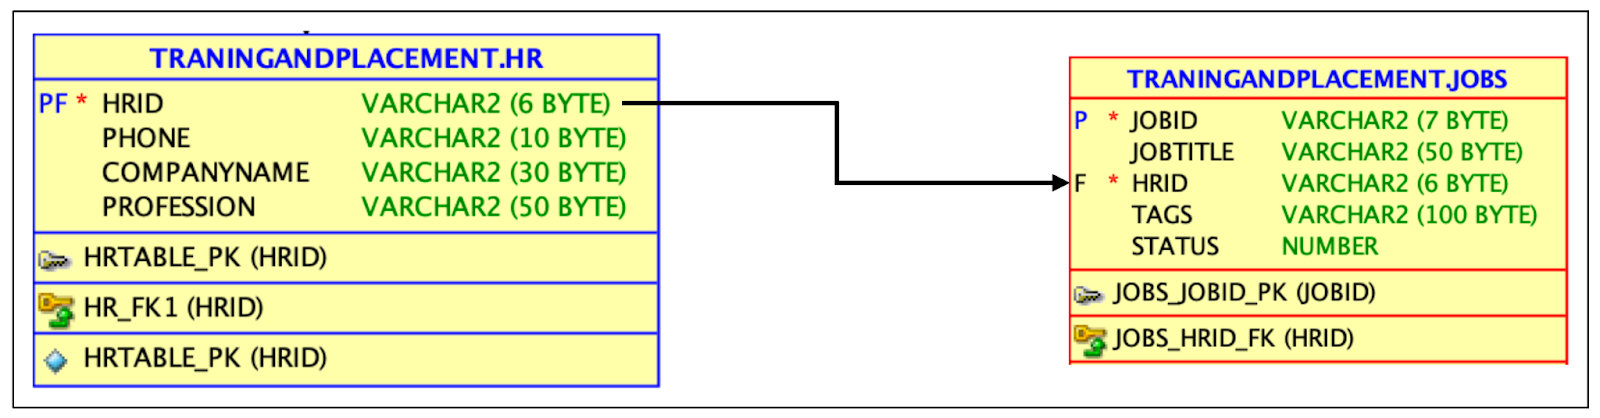 TRANINGANDPLACEMENT.HR
PF * HRID VARCHAR2 (6 BYTE)
PHONE VARCHAR2 (10 BYTE)
COMPANYNAME VARCHAR2 (30 BYTE)
PROFESSION VARCHAR2 (50 BYTE)
HRTABLE_PK (HRID)
HR_FK1 (HRID)
HRTABLE_PK (HRID)
TRANINGANDPLACEMENT.JOBS
P * JOBID VARCHAR2 (7 BYTE)
JOBTITLE VARCHAR2 (50 BYTE)
F * HRID VARCHAR2 (6 BYTE)
TAGS VARCHAR2 (100 BYTE)
STATUS NUMBER
JOBS_JOBID_PK (JOBID)
JOBS_HRID_FK (HRID)